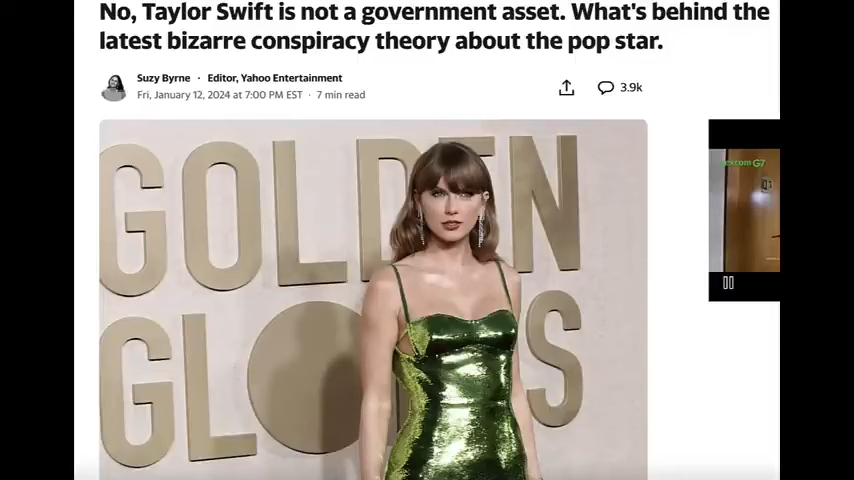 No, Taylor Swift is not a government asset. What's behind the
latest bizarre conspiracy theory about the pop star.
Suzy Byrne · Editor, Yahoo Entertainment
Fri, January 12, 2024 at 7:00 PM EST · 7 min read
3.9k
GOLDEN
GLOBES
G7